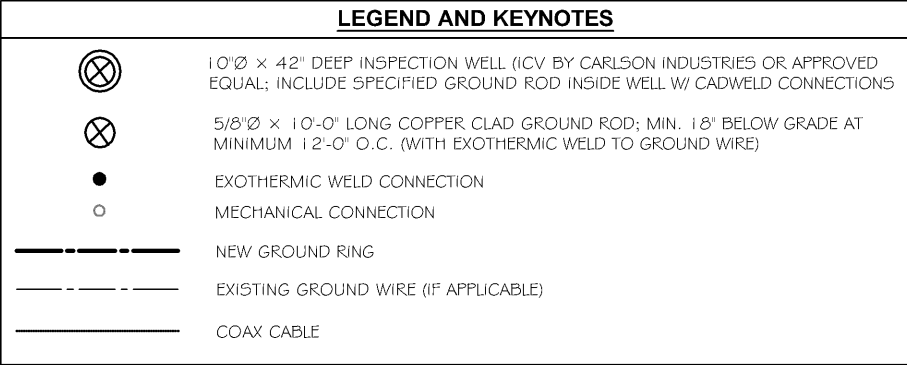 LEGEND AND KEYNOTES
10"Ø × 42" DEEP INSPECTION WELL (ICV BY CARLSON INDUSTRIES OR APPROVED
EQUAL; INCLUDE SPECIFIED GROUND ROD INSIDE WELL W/ CADWELD CONNECTIONS
5/8"Ø × 10'-0" LONG COPPER CLAD GROUND ROD; MIN. 18" BELOW GRADE AT
MINIMUM 12'-0" O.C. (WITH EXOTHERMIC WELD TO GROUND WIRE)
EXOTHERMIC WELD CONNECTION
MECHANICAL CONNECTION
NEW GROUND RING
EXISTING GROUND WIRE (IF APPLICABLE)
COAX CABLE